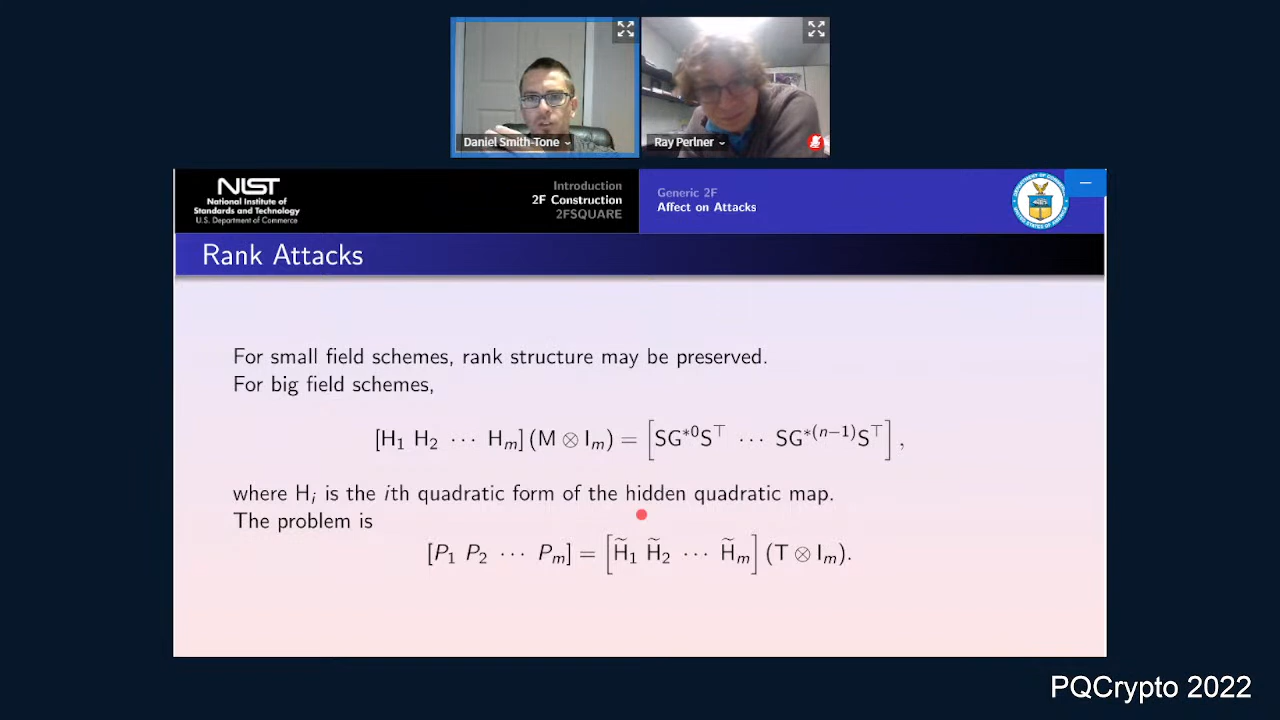 Daniel Smith-Tone
Ray Perlner
NIST
National Institute of
Standards and Technology
U.S. Department of Commerce
Introduction
2F Construction
2FSQUARE
Generic 2F
Affect on Attacks
Rank Attacks
For small field schemes, rank structure may be preserved.
For big field schemes,
[H₁ H₂ ⋯ Hₘ] (M ⊗ Iₘ) = [SG*⁰S⊤ ⋯ SG*⁽ⁿ⁻¹⁾S⊤],
where Hᵢ is the ith quadratic form of the hidden quadratic map.
The problem is
[P₁ P₂ ⋯ Pₘ] = [H̃₁ H̃₂ ⋯ H̃ₘ] (T ⊗ Iₘ).
PQCrypto 2022